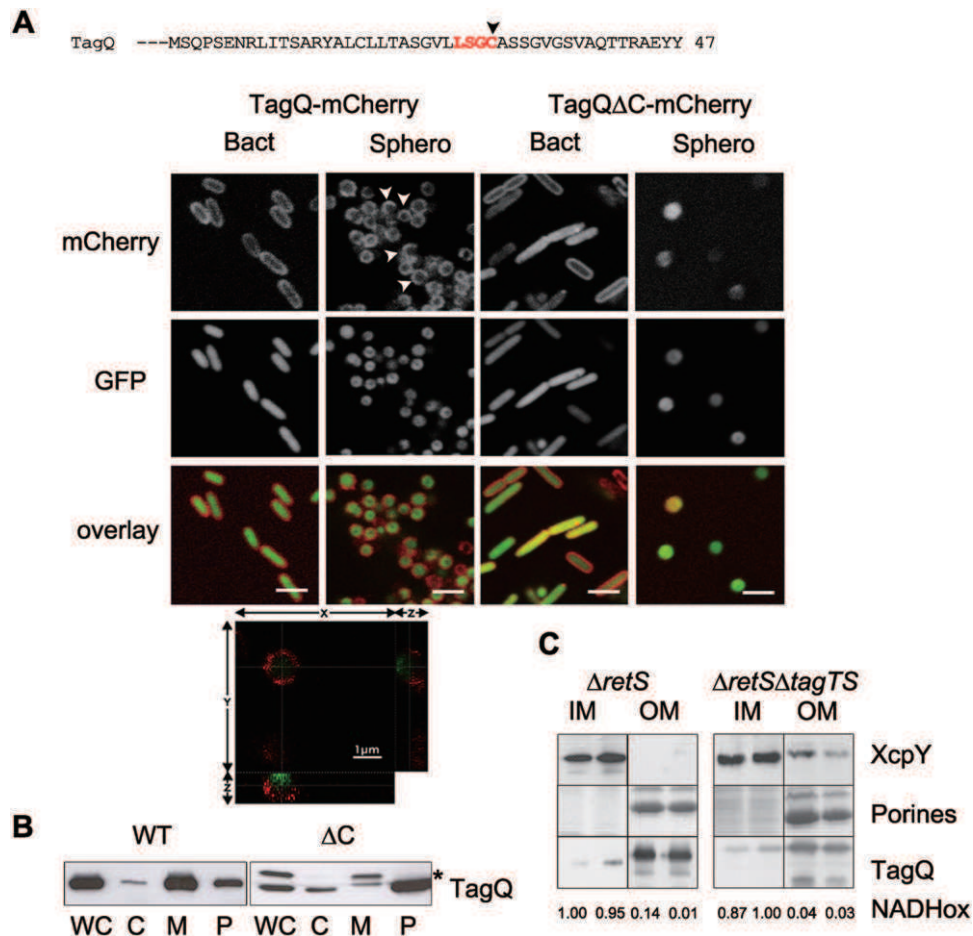 A
TagQ ---MSQPSENRLITSARYALCLLTASGVLLSGCASSGVGSVAQTTRAEYY 47
TagQ-mCherry TagQΔC-mCherry
Bact Sphero Bact Sphero
mCherry
GFP
overlay
X Z
Y
1µm
Z
B
WT ΔC
* TagQ
WC C M P WC C M P
C
ΔretS ΔretSΔtagTS
IM OM IM OM
XcpY
Porines
TagQ
1.00 0.95 0.14 0.01 0.87 1.00 0.04 0.03 NADHox